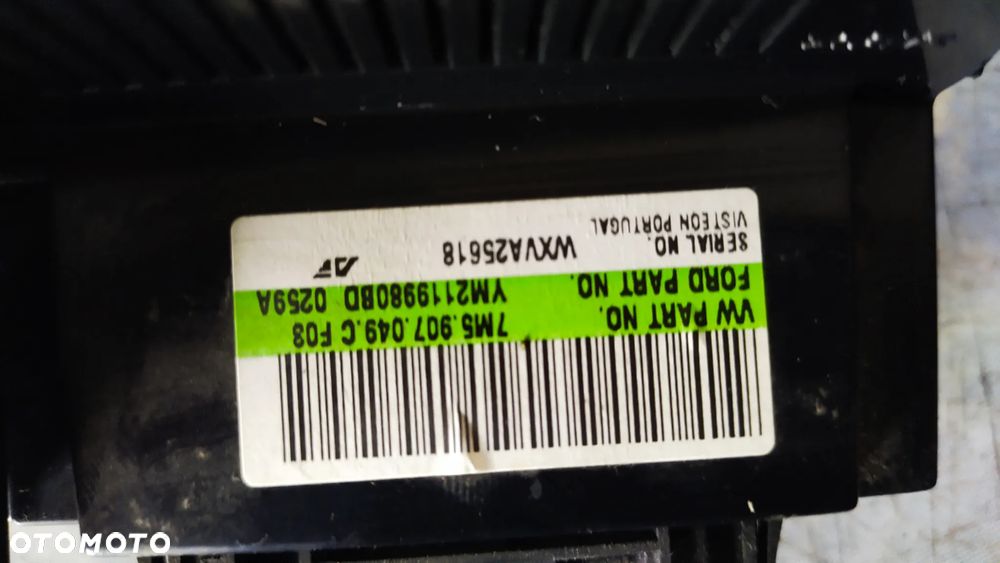 VW PART NO. 7M5.907.049.C F08
FORD PART NO. YM2119980BD 0259A
SERIAL NO. WXVA25618
VISTEON PORTUGAL
OTOMOTO